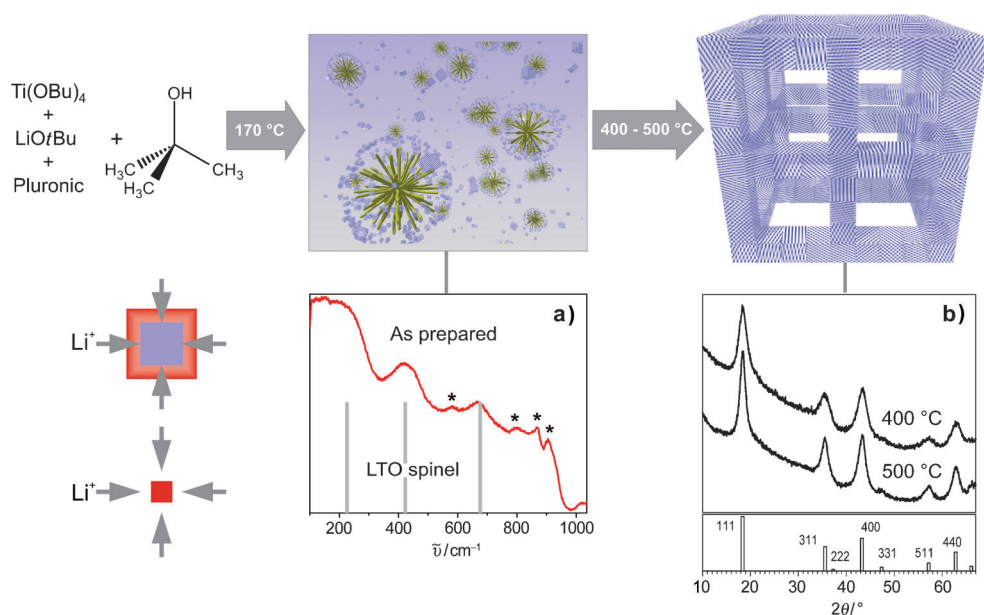 Ti(OBu)4
+
LiOtBu
+
Pluronic
+
OH
H3C
H3C
CH3
170 °C
400 - 500 °C
Li+
Li+
a)
As prepared
*
*
*
*
LTO spinel
200 400 600 800 1000
ṽ/cm−1
b)
400 °C
500 °C
111
311
222
400
331
511
440
10 20 30 40 50 60
2θ/°